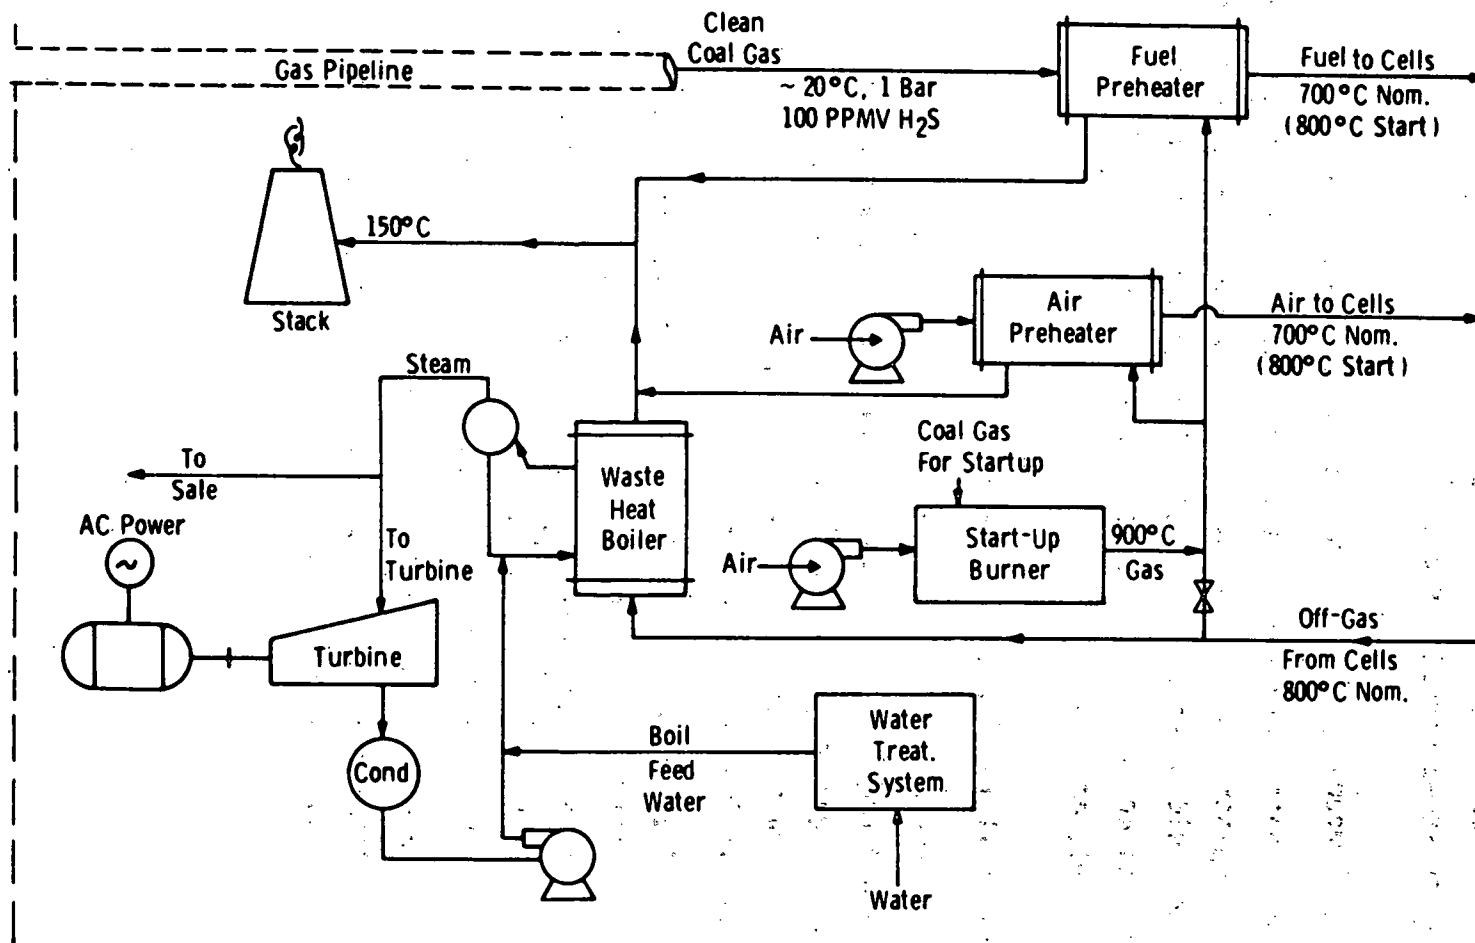 Clean
Coal Gas
Gas Pipeline
~ 20°C, 1 Bar
100 PPMV H₂S
Fuel
Preheater
Fuel to Cells
700°C Nom.
(800°C Start)
150°C
Stack
Air
Air
Preheater
Air to Cells
700°C Nom.
(800°C Start)
Steam
To
Sale
Waste
Heat
Boiler
Coal Gas
For Startup
AC Power
~
To
Turbine
Air
Start-Up
Burner
900°C
Gas
Off-Gas
From Cells
800°C Nom.
Turbine
Cond
Boil
Feed
Water
Water
Treat.
System
Water